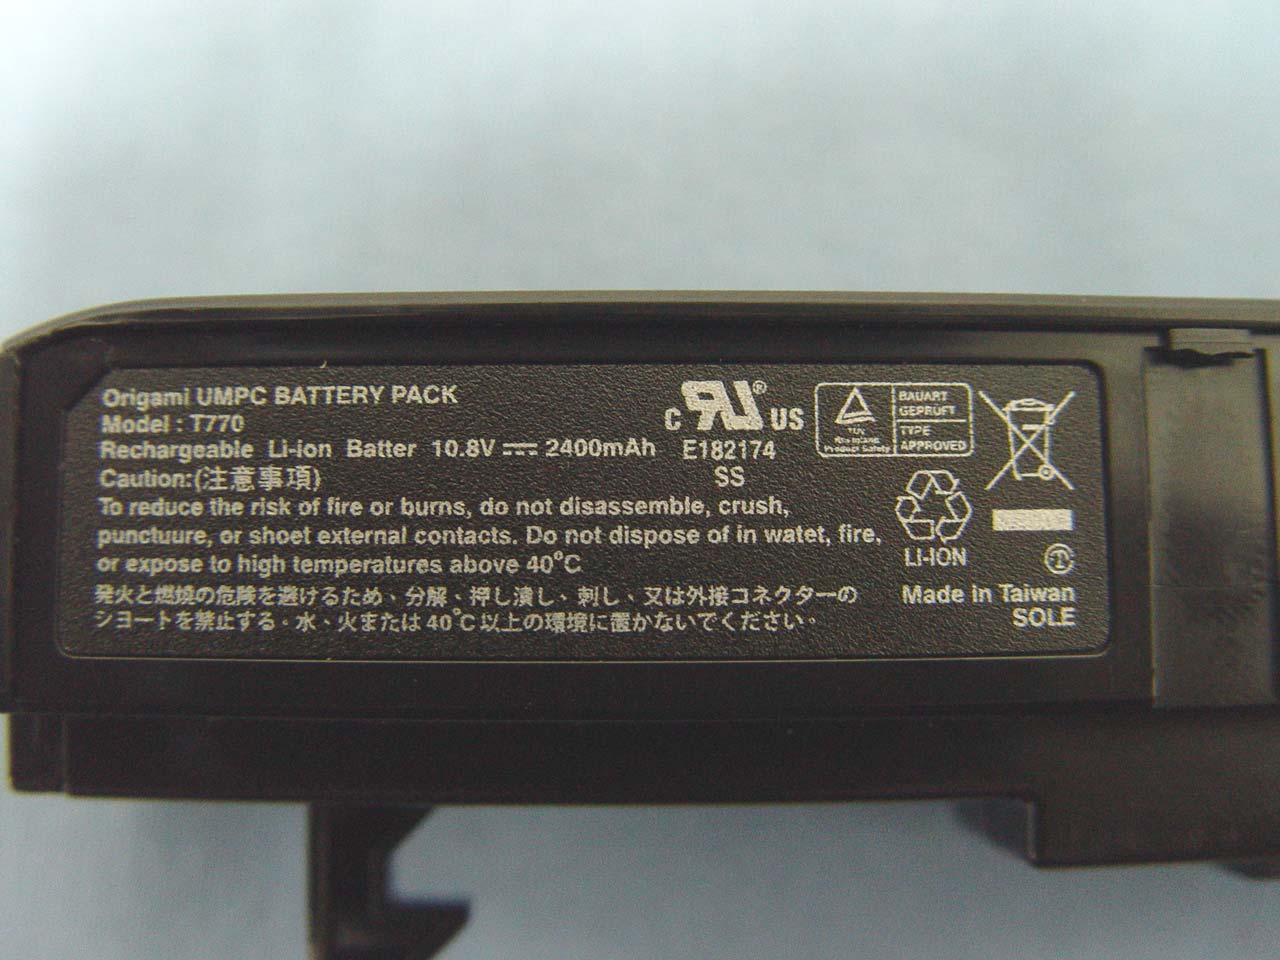 Origami UMPC BATTERY PACK
Model : T770
Rechargeable Li-ion Batter 10.8V ⎓ 2400mAh
Caution:(注意事項)
To reduce the risk of fire or burns, do not disassemble, crush,
punctuure, or shoet external contacts. Do not dispose of in watet, fire,
or expose to high temperatures above 40°C
発火と燃焼の危険を避けるため、分解、押し潰し、刺し、又は外接コネクターの
ショートを禁止する。水、火または40°C以上の環境に置かないでください。
C RU® US
E182174
SS
TÜV
Rheinland
Product Safety
BAUART
GEPRÜFT
TYPE
APPROVED
LI-ION
Made in Taiwan
SOLE